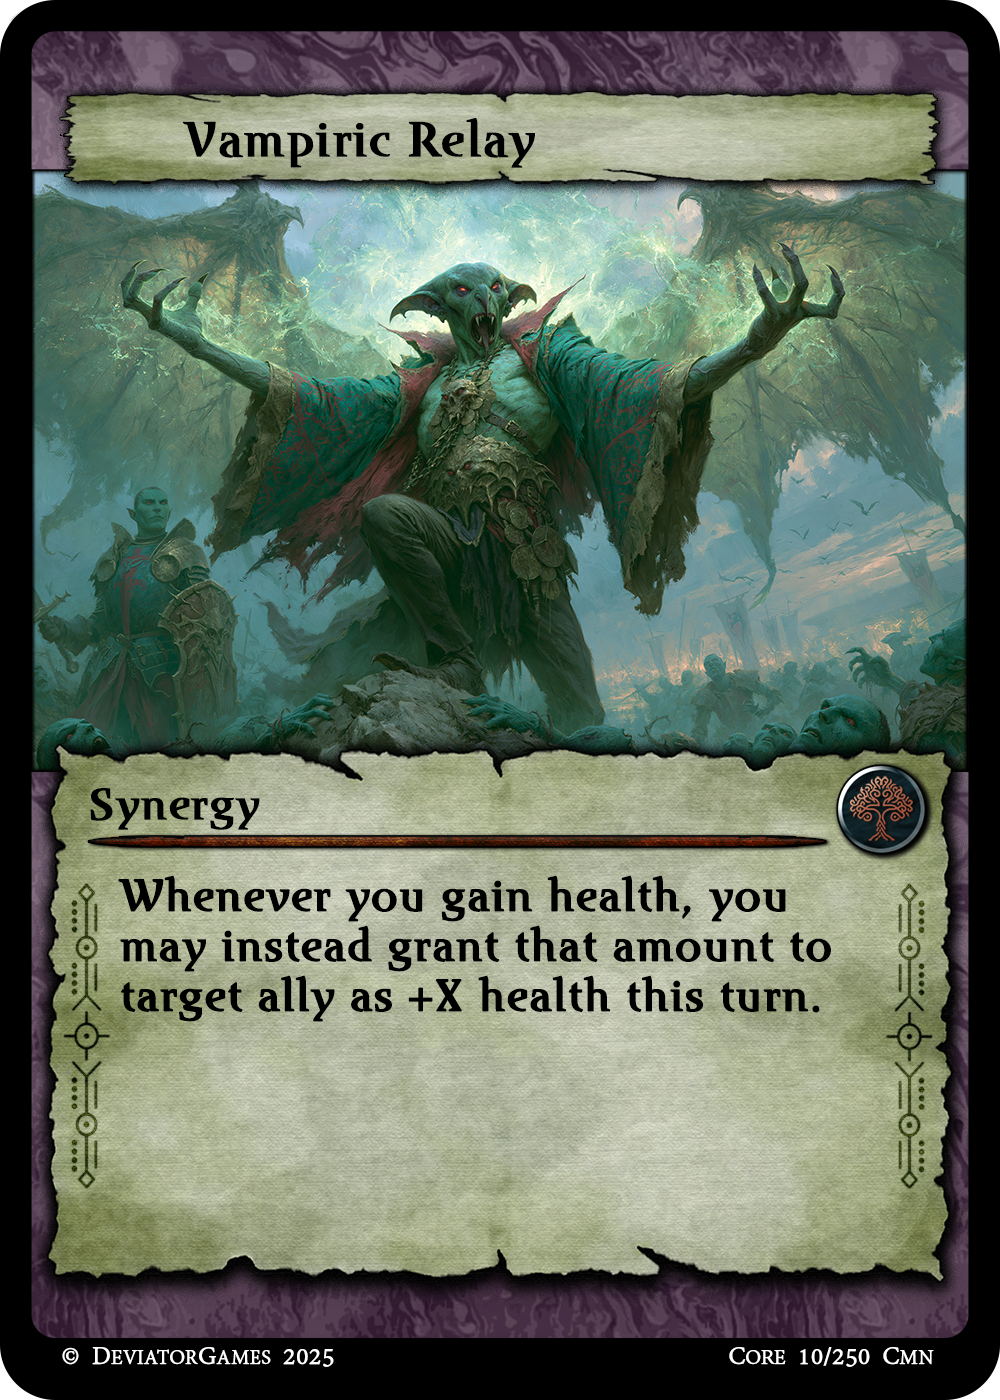 Vampiric Relay
Synergy
Whenever you gain health, you
may instead grant that amount to
target ally as +X health this turn.
© DeviatorGames 2025
Core 10/250 Cmn